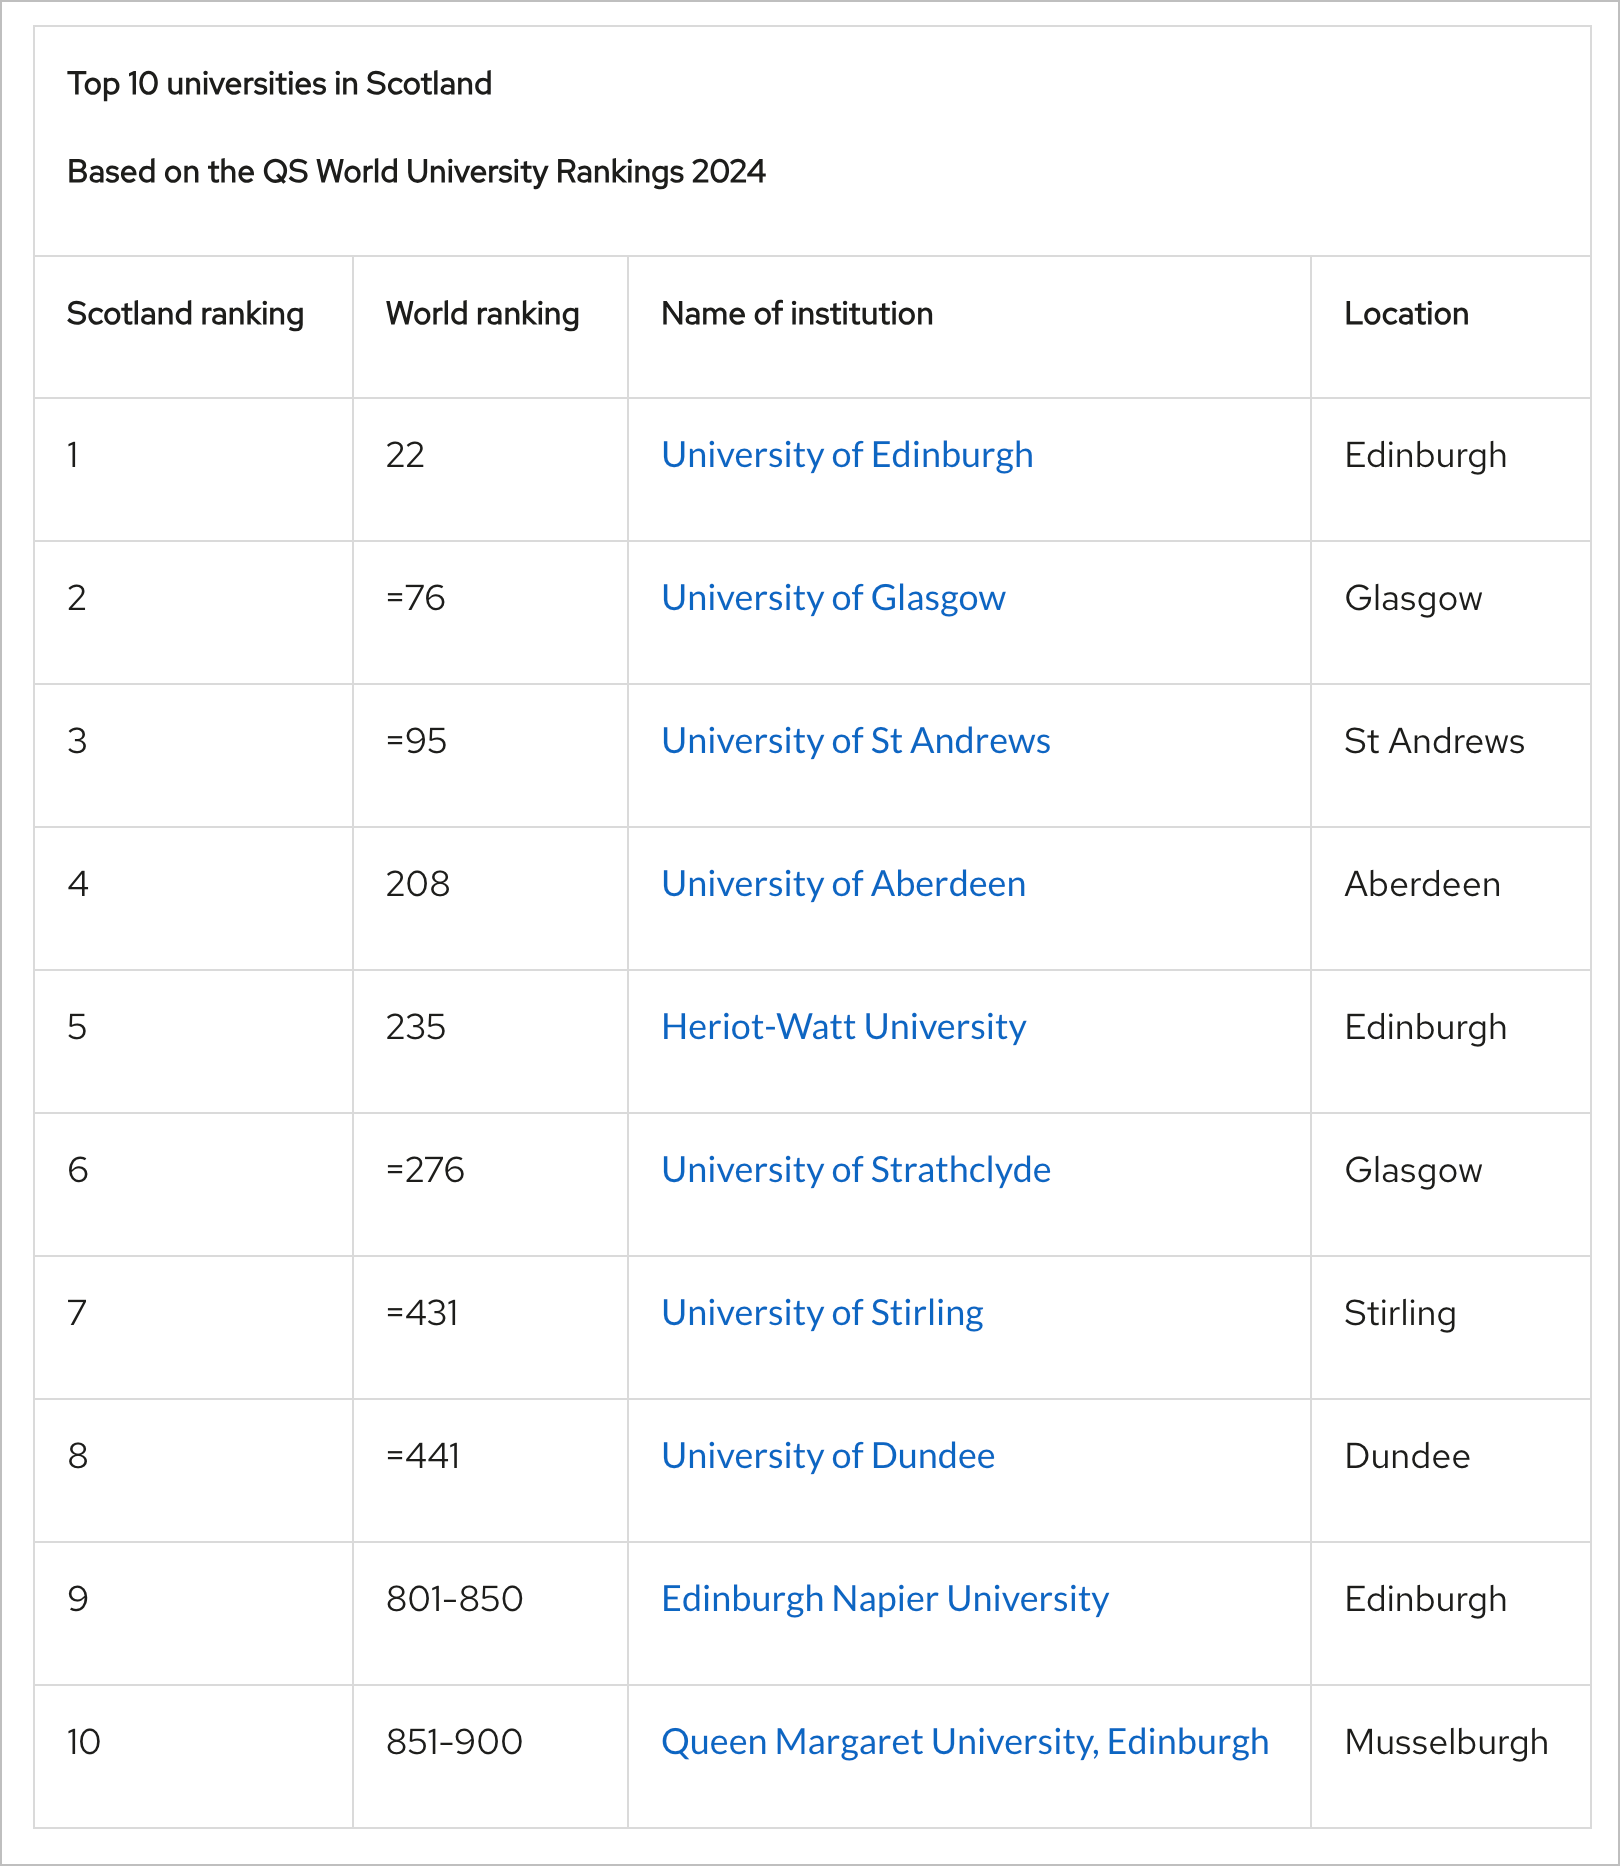 Top 10 universities in Scotland
Based on the QS World University Rankings 2024
Scotland ranking World ranking Name of institution Location
1 22 University of Edinburgh Edinburgh
2 =76 University of Glasgow Glasgow
3 =95 University of St Andrews St Andrews
4 208 University of Aberdeen Aberdeen
5 235 Heriot-Watt University Edinburgh
6 =276 University of Strathclyde Glasgow
7 =431 University of Stirling Stirling
8 =441 University of Dundee Dundee
9 801-850 Edinburgh Napier University Edinburgh
10 851-900 Queen Margaret University, Edinburgh Musselburgh